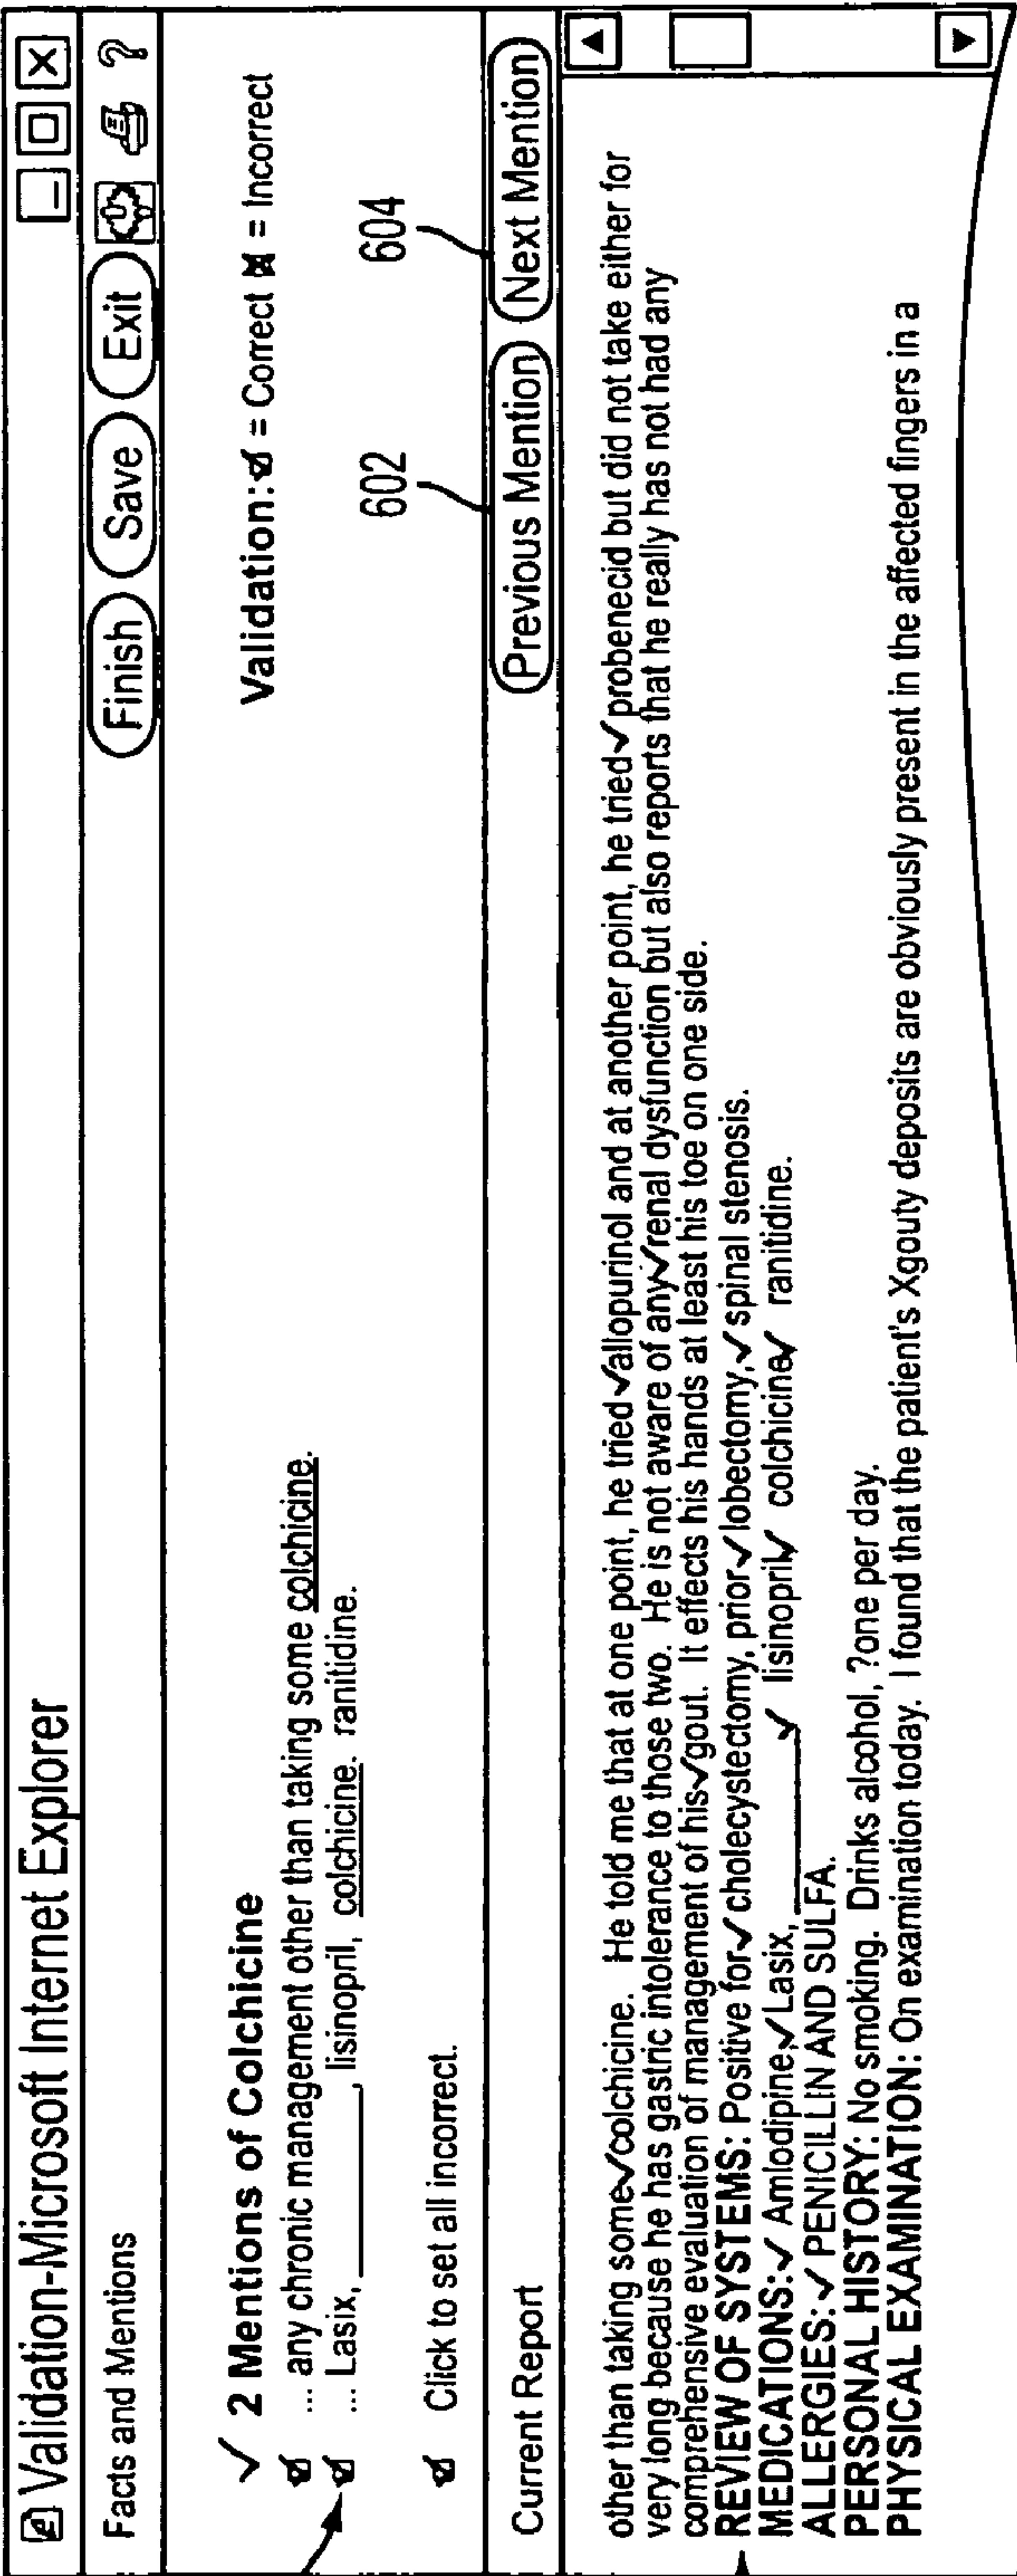 Validation-Microsoft Internet Explorer
Facts and Mentions
Finish Save Exit ?
✓ 2 Mentions of Colchicine
Validation: ☑ = Correct ☒ = Incorrect
☑ ... any chronic management other than taking some colchicine.
☑ ... Lasix, ______, lisinopril, colchicine. ranitidine.
602
604
☑ Click to set all incorrect.
Current Report
Previous Mention Next Mention
other than taking some✓colchicine. He told me that at one point, he tried✓allopurinol and at another point, he tried✓probenecid but did not take either for
very long because he has gastric intolerance to those two. He is not aware of any✓renal dysfunction but also reports that he really has not had any
comprehensive evaluation of management of his✓gout. It effects his hands at least his toe on one side.
REVIEW OF SYSTEMS: Positive for✓cholecystectomy, prior✓lobectomy,✓spinal stenosis.
MEDICATIONS:✓ Amlodipine,✓Lasix, ______✓ lisinopril✓ colchicine✓ ranitidine.
ALLERGIES:✓ PENICILLIN AND SULFA.
PERSONAL HISTORY: No smoking. Drinks alcohol, ?one per day.
PHYSICAL EXAMINATION: On examination today. I found that the patient's Xgouty deposits are obviously present in the affected fingers in a